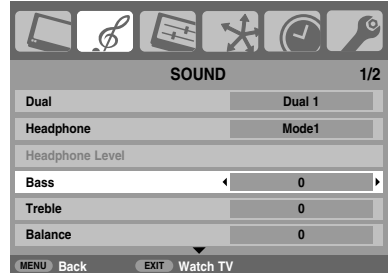 SOUND 1/2
Dual Dual 1
Headphone Mode1
Headphone Level
Bass 0
Treble 0
Balance 0
MENU Back EXIT Watch TV